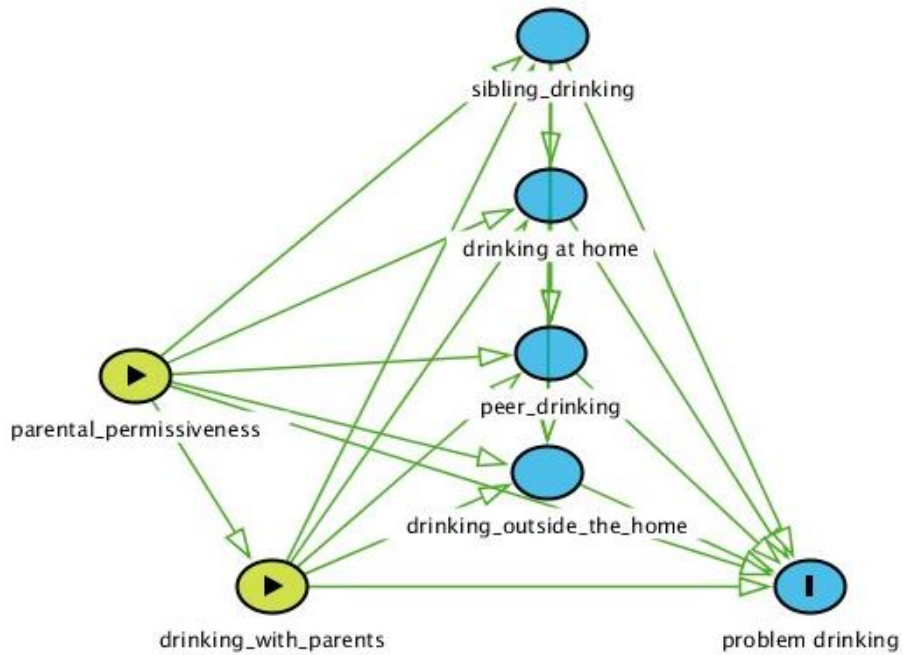 sibling_drinking
drinking at home
peer_drinking
parental_permissiveness
drinking_outside_the_home
drinking_with_parents
problem drinking